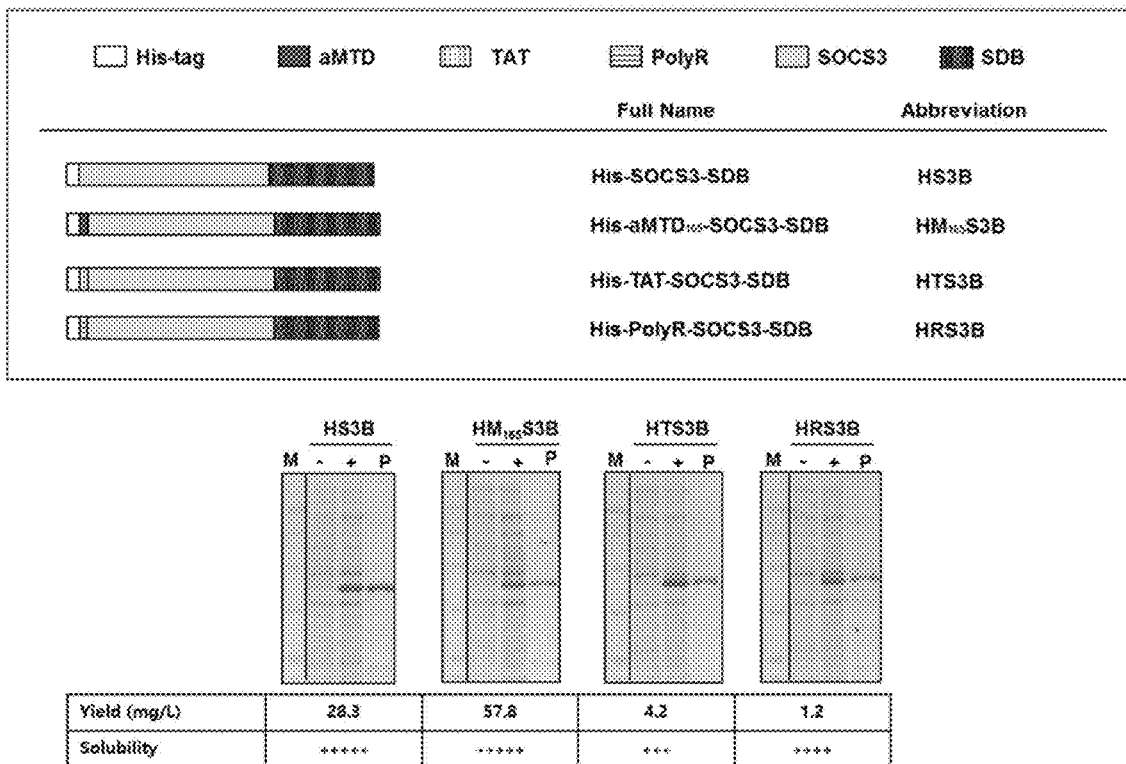 His-tag aMTD TAT PolyR SOCS3 SDB
Full Name Abbreviation
His-SOCS3-SDB HS3B
His-aMTD₁₆₅-SOCS3-SDB HM₁₆₅S3B
His-TAT-SOCS3-SDB HTS3B
His-PolyR-SOCS3-SDB HRS3B
HS3B HM₁₆₅S3B HTS3B HRS3B
M - + P M - + P M - + P M - + P
Yield (mg/L) 28.3 57.8 4.2 1.2
Solubility +++++ +++++ +++ ++++